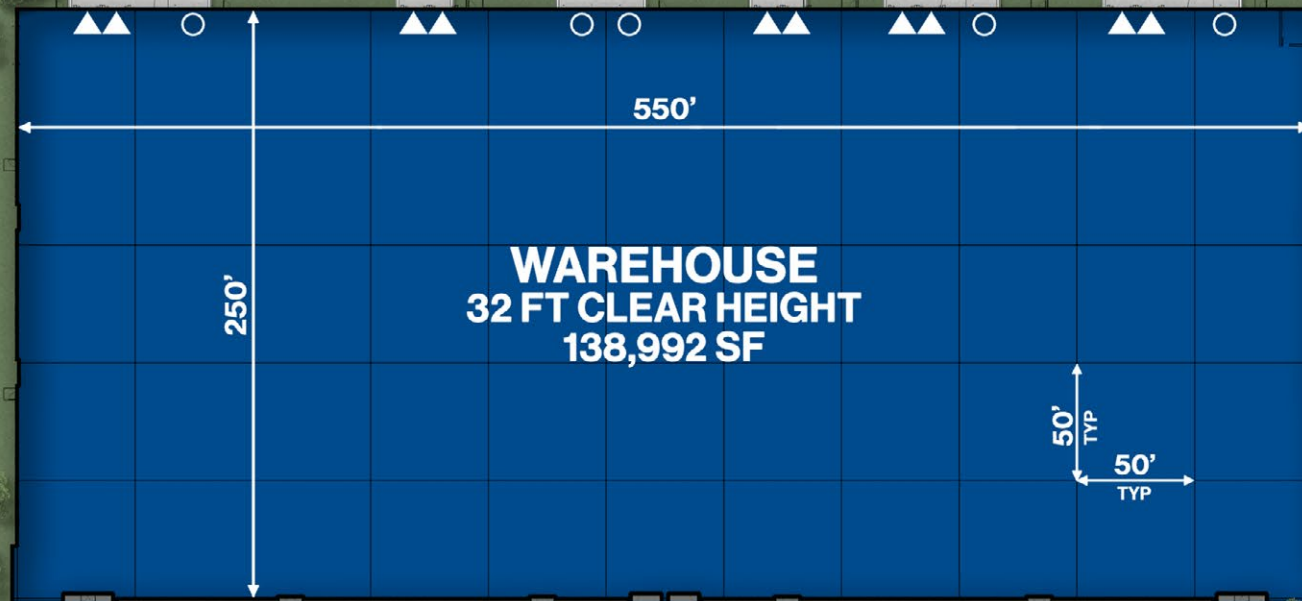 550’
250’
WAREHOUSE
32 FT CLEAR HEIGHT
138,992 SF
50’
TYP
50’
TYP